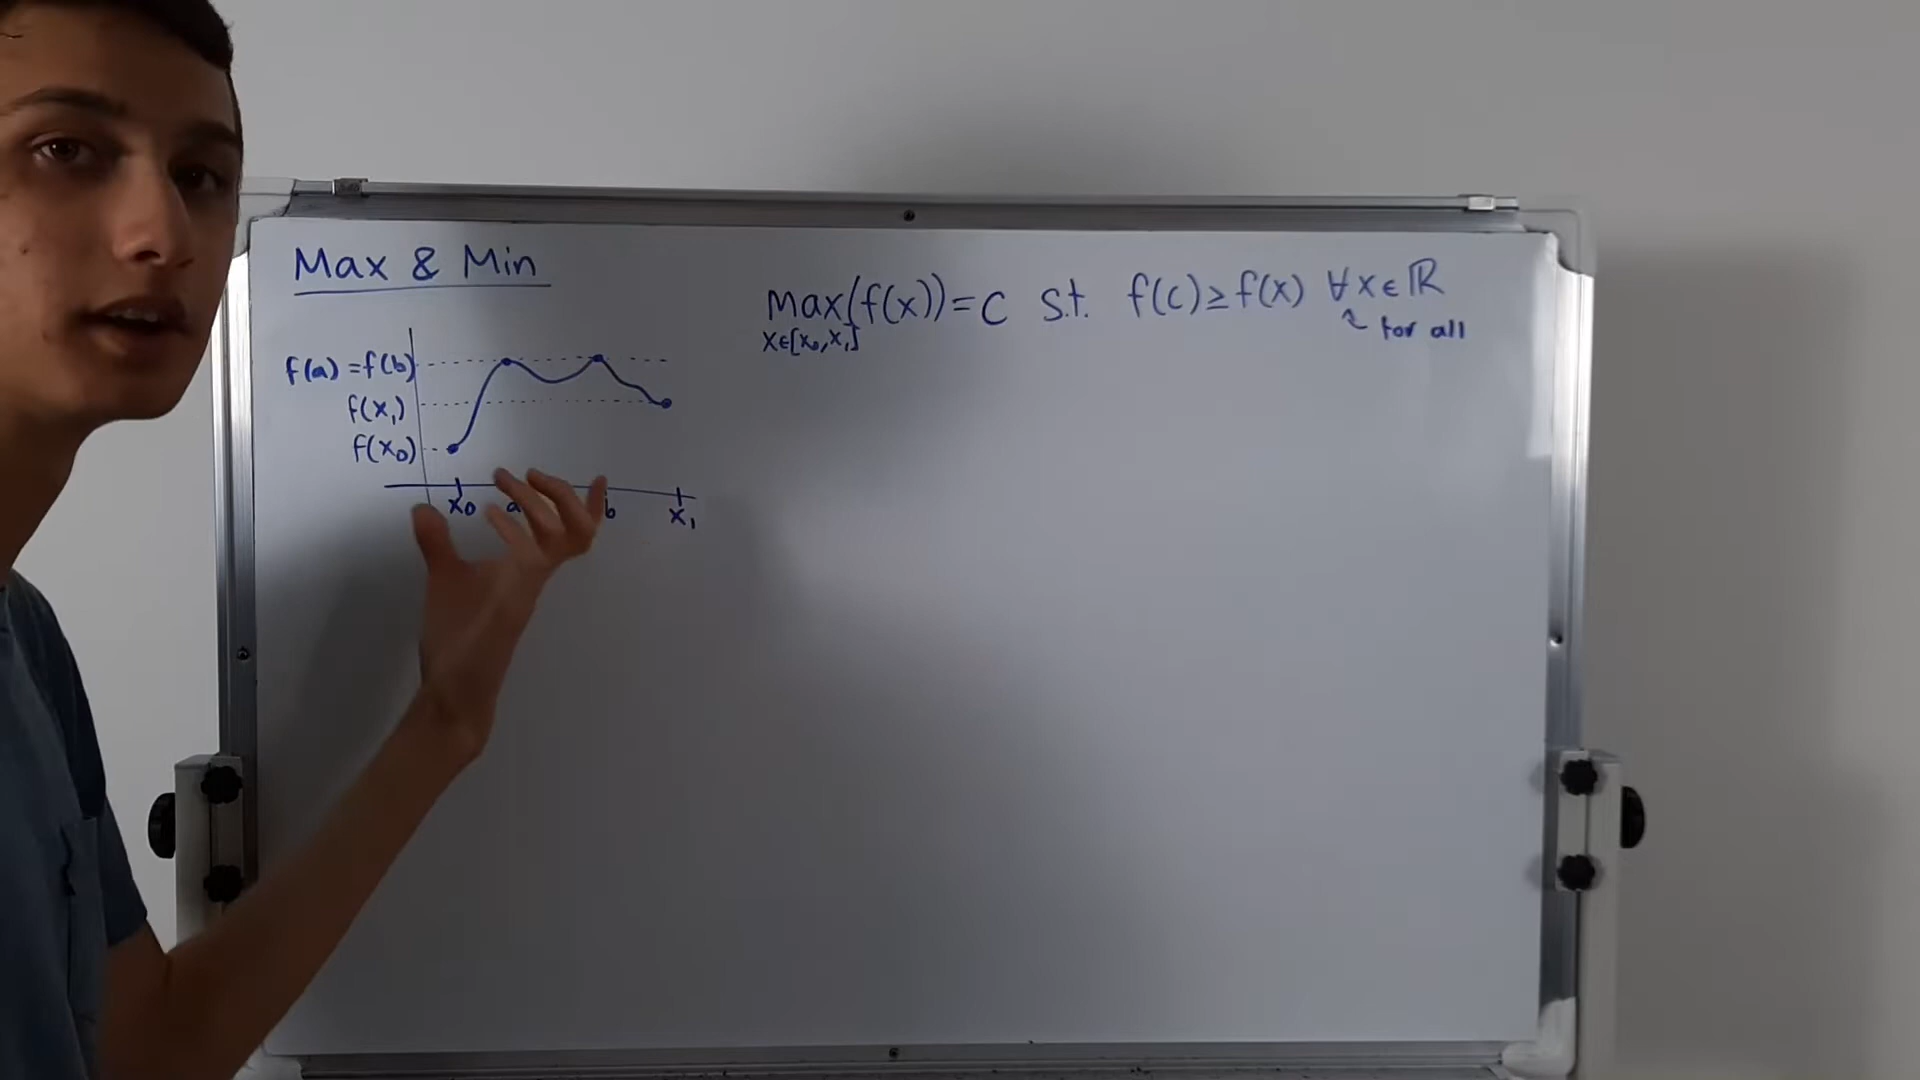 Max & Min
max(f(x)) = c s.t. f(c) ≥ f(x) ∀ x ∈ ℝ
x∈[x₀,x₁]
for all
f(a) = f(b)
f(x₁)
f(x₀)
x₀ a b x₁